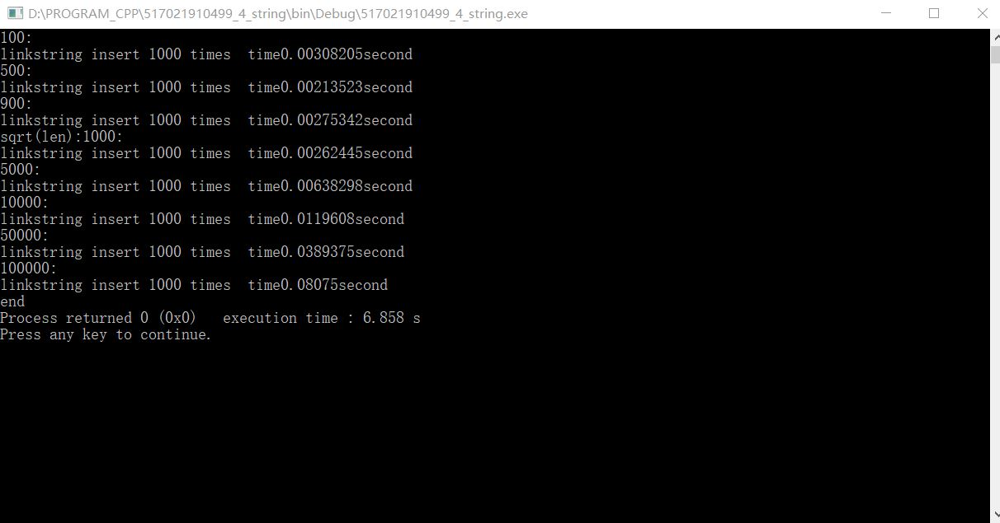 D:\PROGRAM_CPP\517021910499_4_string\bin\Debug\517021910499_4_string.exe
100:
linkstring insert 1000 times  time0.00308205second
500:
linkstring insert 1000 times  time0.00213523second
900:
linkstring insert 1000 times  time0.00275342second
sqrt(len):1000:
linkstring insert 1000 times  time0.00262445second
5000:
linkstring insert 1000 times  time0.00638298second
10000:
linkstring insert 1000 times  time0.0119608second
50000:
linkstring insert 1000 times  time0.0389375second
100000:
linkstring insert 1000 times  time0.08075second
end
Process returned 0 (0x0)   execution time : 6.858 s
Press any key to continue.